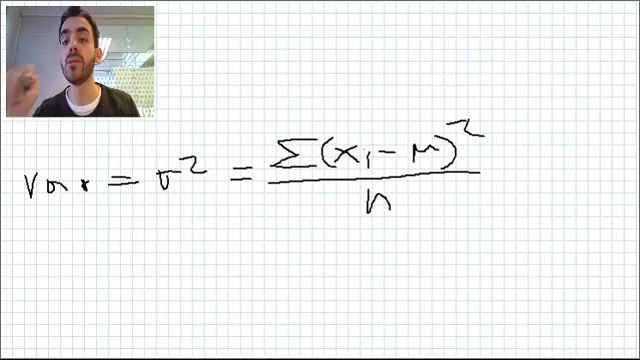 var = σ² = Σ(xᵢ - μ)² / n